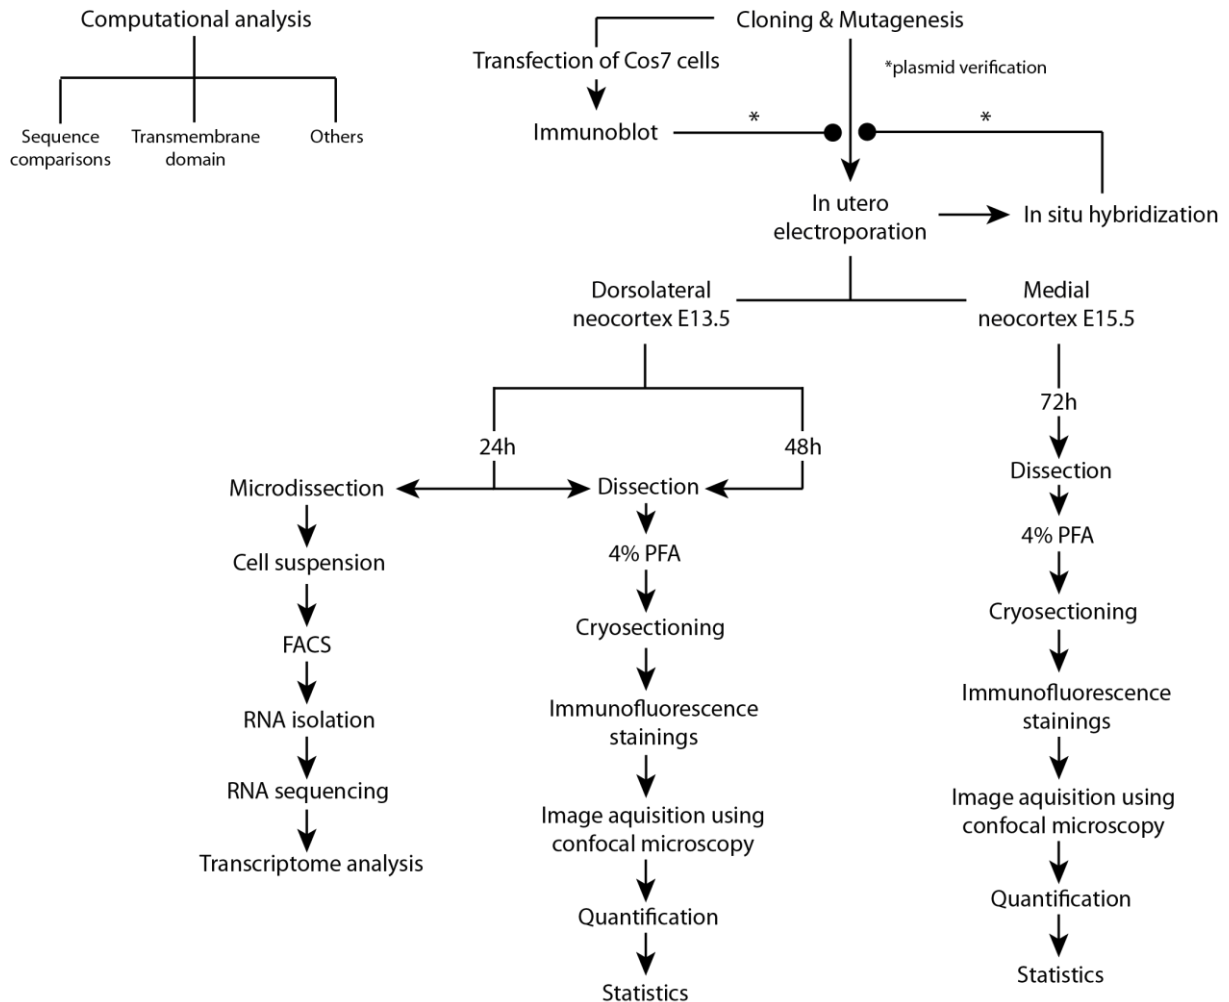 Computational analysis
Sequence
comparisons
Transmembrane
domain
Others
Cloning & Mutagenesis
Transfection of Cos7 cells
*plasmid verification
Immunoblot
*
*
In utero
electroporation
In situ hybridization
Dorsolateral
neocortex E13.5
Medial
neocortex E15.5
24h
48h
72h
Microdissection
Cell suspension
FACS
RNA isolation
RNA sequencing
Transcriptome analysis
Dissection
4% PFA
Cryosectioning
Immunofluorescence
stainings
Image aquisition using
confocal microscopy
Quantification
Statistics
Dissection
4% PFA
Cryosectioning
Immunofluorescence
stainings
Image aquisition using
confocal microscopy
Quantification
Statistics